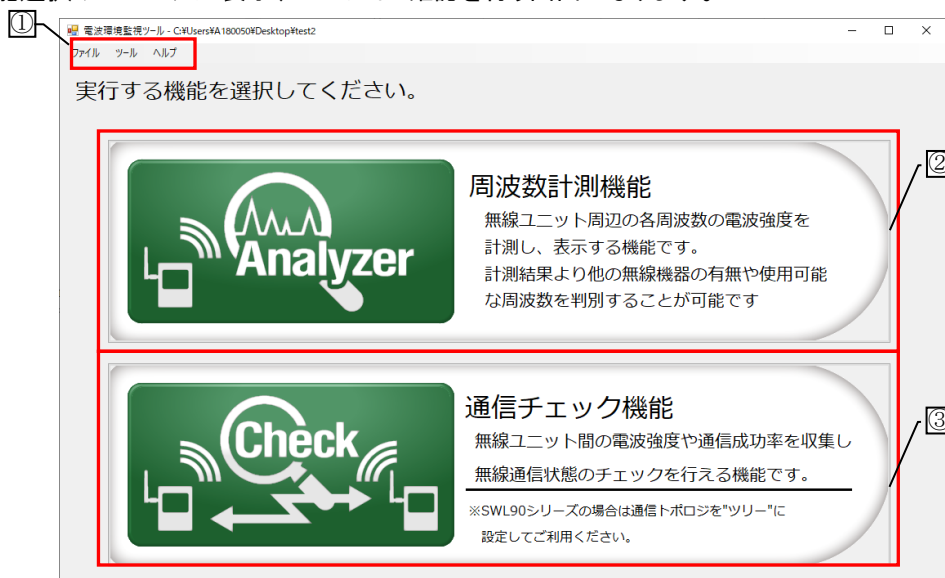 ①
電波環境監視ツール - C:¥Users¥A180050¥Desktop¥test2
ファイル ツール ヘルプ
実行する機能を選択してください。
②
Analyzer
周波数計測機能
無線ユニット周辺の各周波数の電波強度を
計測し、表示する機能です。
計測結果より他の無線機器の有無や使用可能
な周波数を判別することが可能です
③
Check
通信チェック機能
無線ユニット間の電波強度や通信成功率を収集し
無線通信状態のチェックを行える機能です。
※SWL90シリーズの場合は通信トポロジを"ツリー"に
設定してご利用ください。